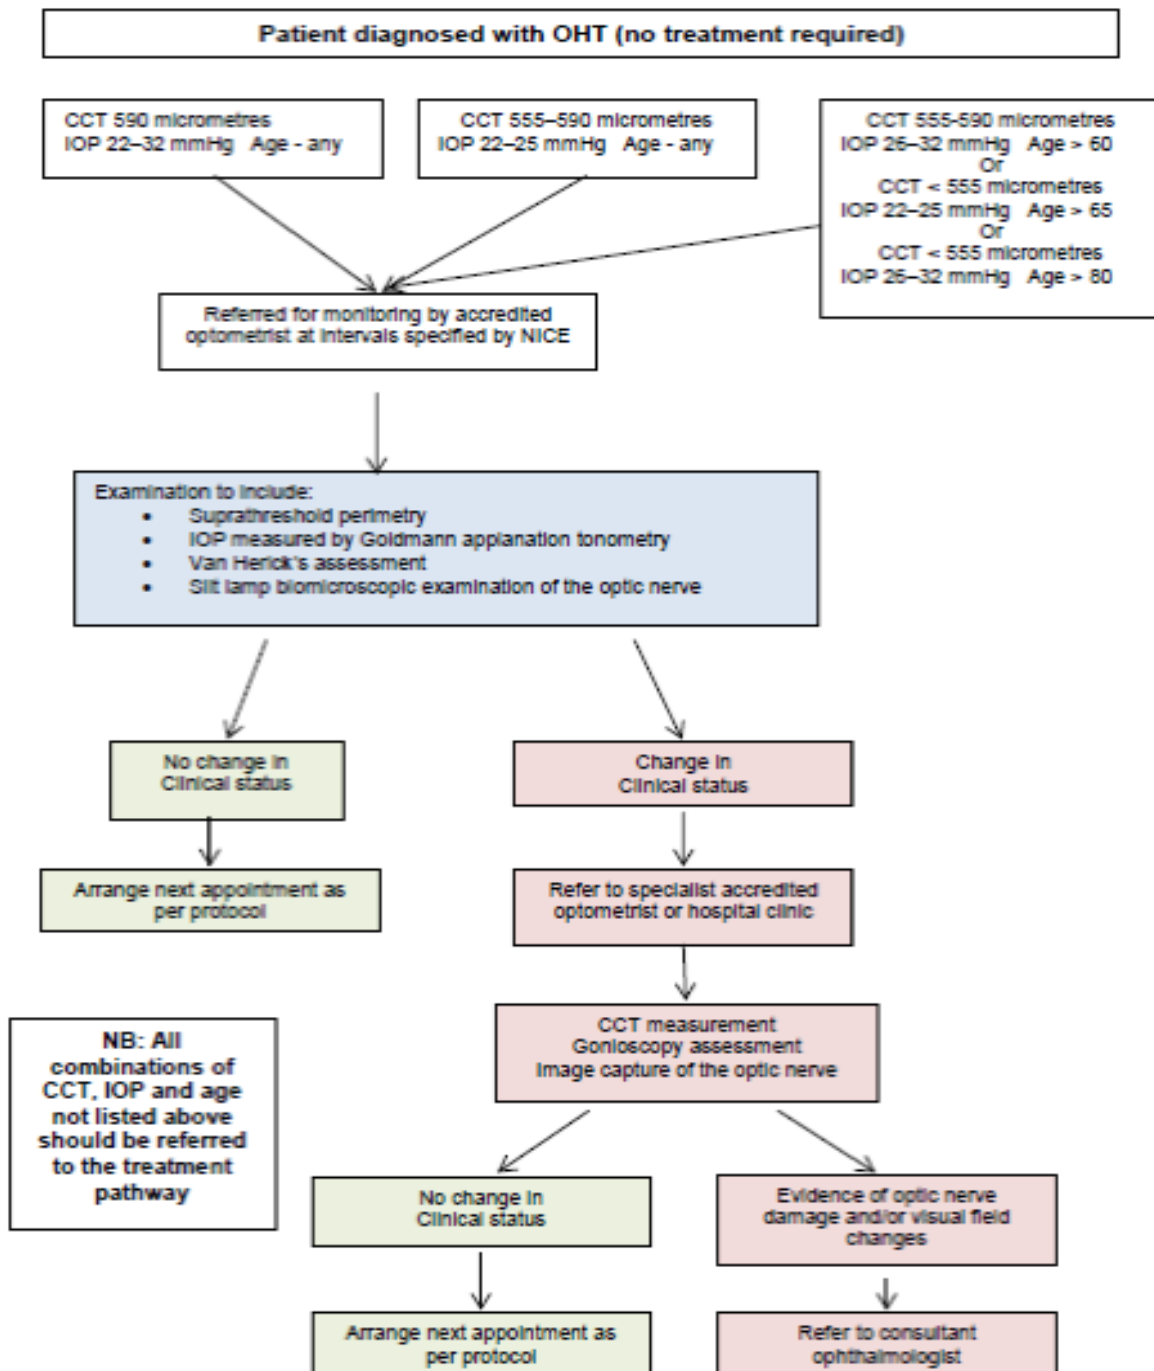 Patient diagnosed with OHT (no treatment required)
CCT 590 micrometres
IOP 22–32 mmHg Age - any
CCT 555–590 micrometres
IOP 22–25 mmHg Age - any
CCT 555-590 micrometres
IOP 26–32 mmHg Age > 60
Or
CCT < 555 micrometres
IOP 22–25 mmHg Age > 65
Or
CCT < 555 micrometres
IOP 26–32 mmHg Age > 80
Referred for monitoring by accredited
optometrist at intervals specified by NICE
Examination to include:
• Suprathreshold perimetry
• IOP measured by Goldmann applanation tonometry
• Van Herick's assessment
• Slit lamp biomicroscopic examination of the optic nerve
No change in
Clinical status
Change in
Clinical status
Arrange next appointment as
per protocol
Refer to specialist accredited
optometrist or hospital clinic
CCT measurement
Gonioscopy assessment
Image capture of the optic nerve
NB: All
combinations of
CCT, IOP and age
not listed above
should be referred
to the treatment
pathway
No change in
Clinical status
Evidence of optic nerve
damage and/or visual field
changes
Arrange next appointment as
per protocol
Refer to consultant
ophthalmologist